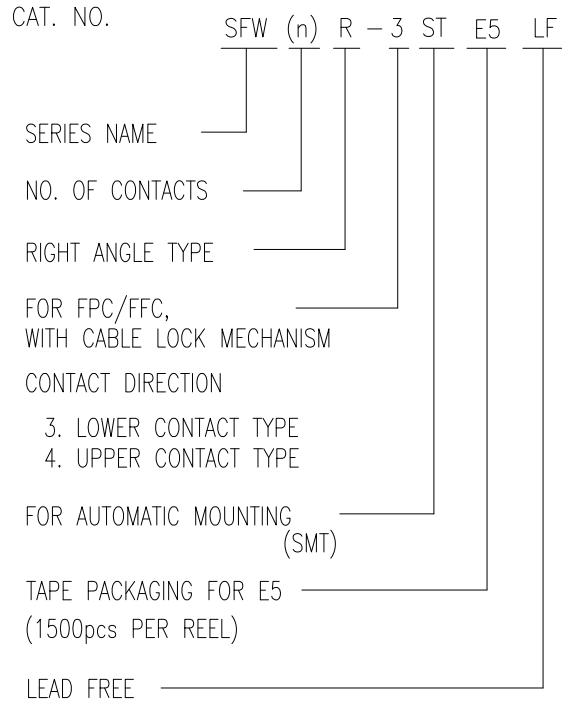 CAT. NO.
SFW (n) R - 3 ST E5 LF
SERIES NAME
NO. OF CONTACTS
RIGHT ANGLE TYPE
FOR FPC/FFC,
WITH CABLE LOCK MECHANISM
CONTACT DIRECTION
3. LOWER CONTACT TYPE
4. UPPER CONTACT TYPE
FOR AUTOMATIC MOUNTING
(SMT)
TAPE PACKAGING FOR E5
(1500pcs PER REEL)
LEAD FREE